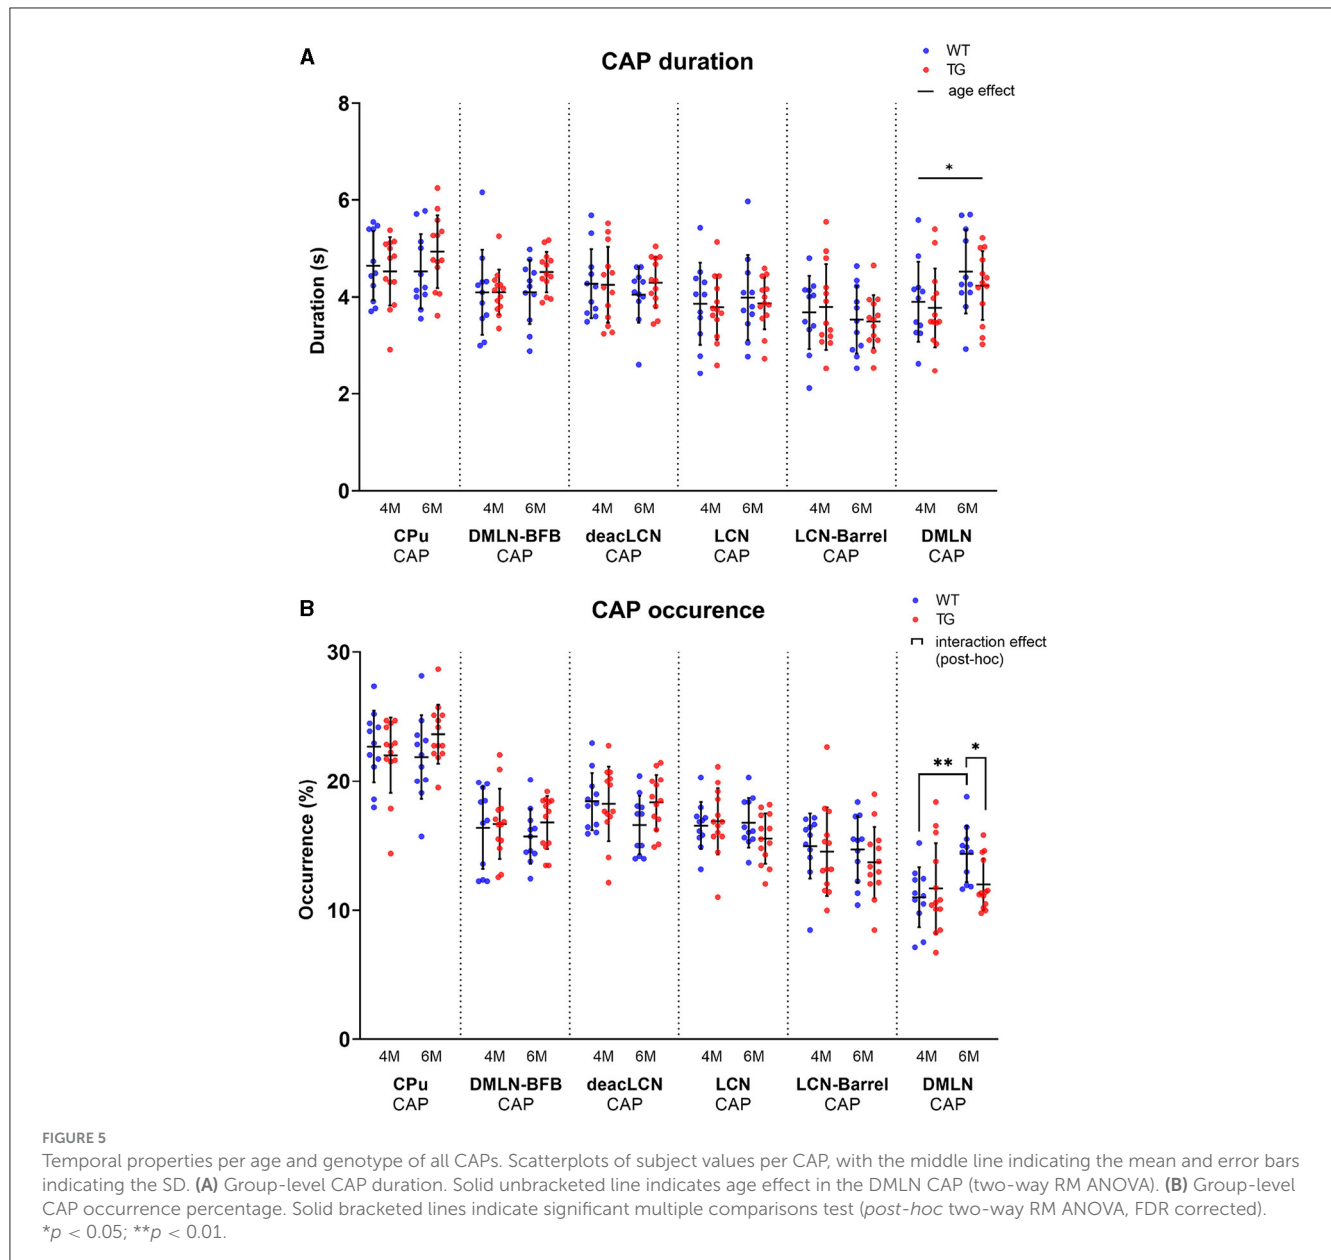 A
CAP duration
WT
TG
age effect
8
*
6
4
2
0
Duration (s)
4M 6M 4M 6M 4M 6M 4M 6M 4M 6M 4M 6M
CPu DMLN-BFB deacLCN LCN LCN-Barrel DMLN
CAP CAP CAP CAP CAP CAP
B
CAP occurence
WT
TG
interaction effect
(post-hoc)
30
** *
20
10
0
Occurrence (%)
4M 6M 4M 6M 4M 6M 4M 6M 4M 6M 4M 6M
CPu DMLN-BFB deacLCN LCN LCN-Barrel DMLN
CAP CAP CAP CAP CAP CAP
FIGURE 5
Temporal properties per age and genotype of all CAPs. Scatterplots of subject values per CAP, with the middle line indicating the mean and error bars
indicating the SD. (A) Group-level CAP duration. Solid unbracketed line indicates age effect in the DMLN CAP (two-way RM ANOVA). (B) Group-level
CAP occurrence percentage. Solid bracketed lines indicate significant multiple comparisons test (post-hoc two-way RM ANOVA, FDR corrected).
*p < 0.05; **p < 0.01.